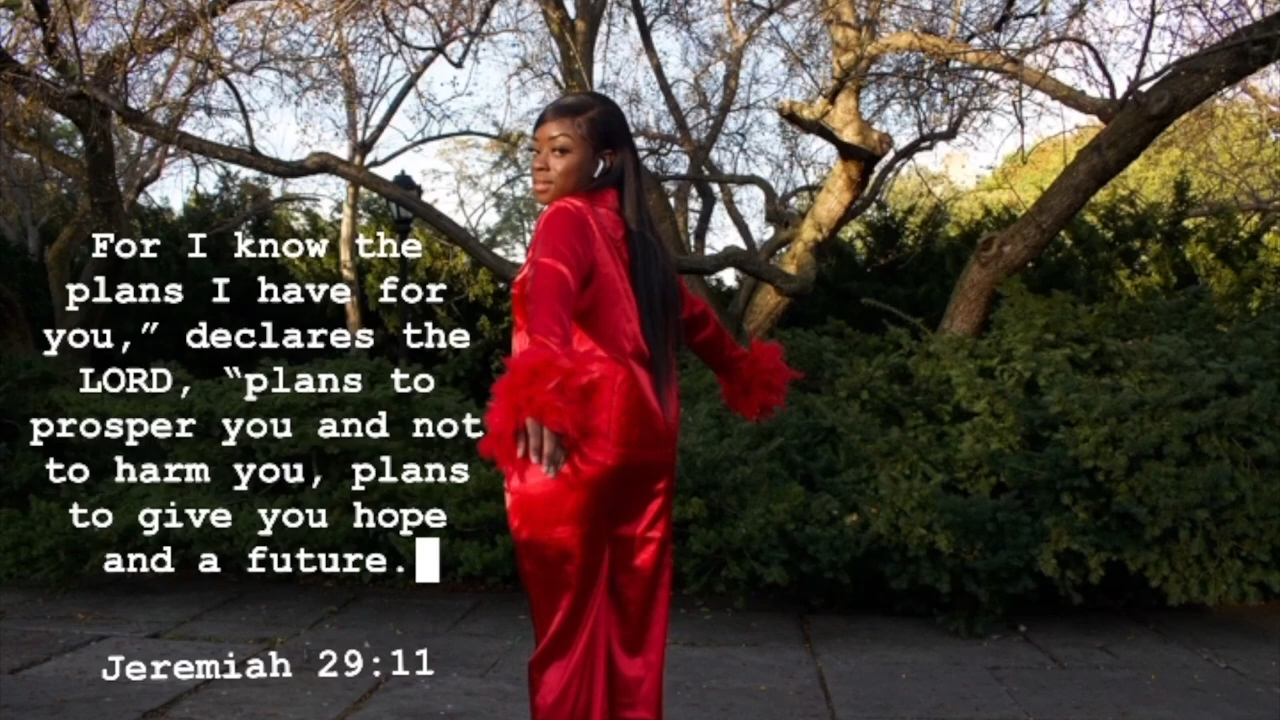 For I know the
plans I have for
you,” declares the
LORD, “plans to
prosper you and not
to harm you, plans
to give you hope
and a future.
Jeremiah 29:11